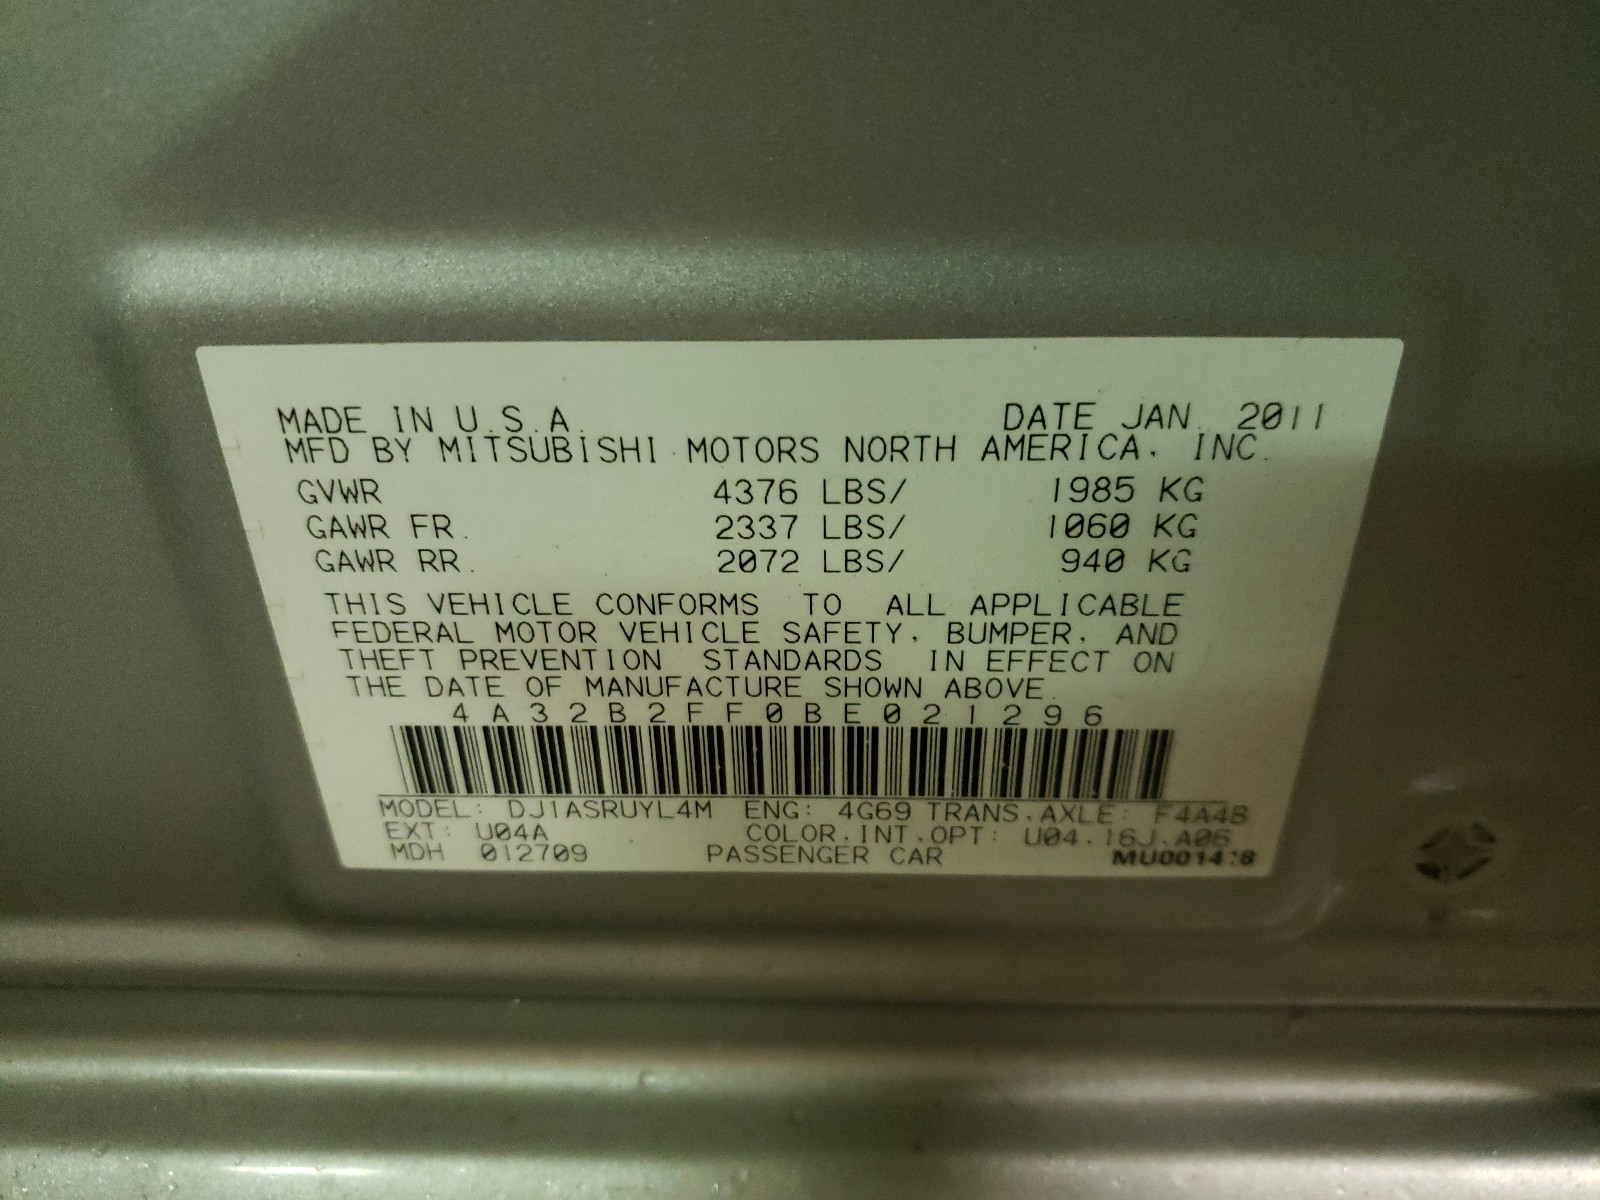 MADE IN U.S.A. DATE JAN. 2011
MFD BY MITSUBISHI MOTORS NORTH AMERICA, INC.
GVWR 4376 LBS/ 1985 KG
GAWR FR. 2337 LBS/ 1060 KG
GAWR RR. 2072 LBS/ 940 KG
THIS VEHICLE CONFORMS TO ALL APPLICABLE
FEDERAL MOTOR VEHICLE SAFETY, BUMPER, AND
THEFT PREVENTION STANDARDS IN EFFECT ON
THE DATE OF MANUFACTURE SHOWN ABOVE.
4A32B2FF0BE021296
MODEL: DJ1ASRUYL4M ENG: 4G69 TRANS.AXLE: F4A4B
EXT: U04A COLOR.INT.OPT: U04.16J.A06
MDH 012709 PASSENGER CAR